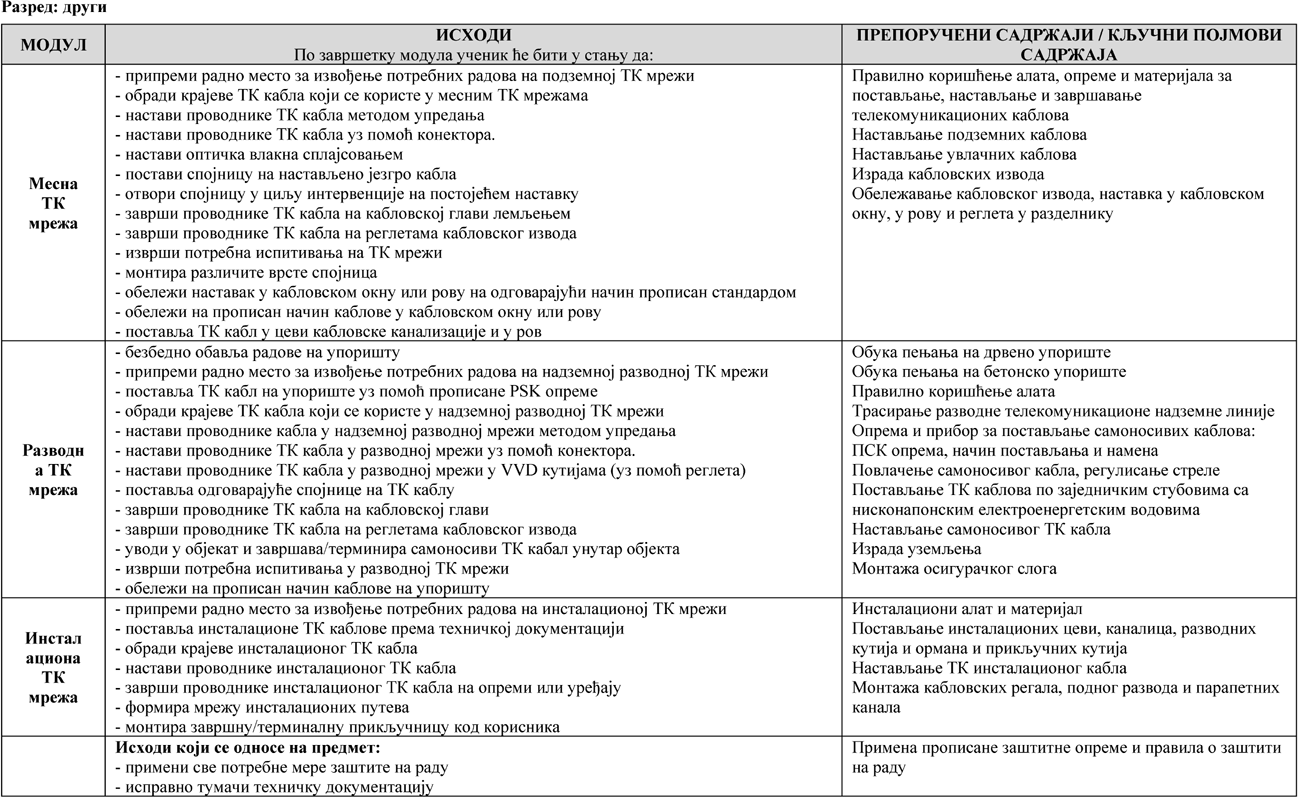 Разред: други
МОДУЛ
ИСХОДИ
По завршетку модула ученик ће бити у стању да:
ПРЕПОРУЧЕНИ САДРЖАЈИ / КЉУЧНИ ПОЈМОВИ
САДРЖАЈА
Месна
ТК
мрежа
- припреми радно место за извођење потребних радова на подземној ТК мрежи
- обради крајеве ТК кабла који се користе у месним ТК мрежама
- настави проводнике ТК кабла методом упредања
- настави проводнике ТК кабла уз помоћ конектора.
- настави оптичка влакна сплајсовањем
- постави спојницу на настављено језгро кабла
- отвори спојницу у циљу интервенције на постојећем наставку
- заврши проводнике ТК кабла на кабловској глави лемљењем
- заврши проводнике ТК кабла на реглетама кабловског извода
- изврши потребна испитивања на ТК мрежи
- монтира различите врсте спојница
- обележи наставак у кабловском окну или рову на одговарајући начин прописан стандардом
- обележи на прописан начин каблове у кабловском окну или рову
- поставља ТК кабл у цеви кабловске канализације и у ров
Правилно коришћење алата, опреме и материјала за
постављање, настављање и завршавање
телекомуникационих каблова
Настављање подземних каблова
Настављање увлачних каблова
Израда кабловских извода
Обележавање кабловског извода, наставка у кабловском
окну, у рову и реглета у разделнику
Разводн
а ТК
мрежа
- безбедно обавља радове на упоришту
- припреми радно место за извођење потребних радова на надземној разводној ТК мрежи
- поставља ТК кабл на упориште уз помоћ прописане PSK опреме
- обради крајеве ТК кабла који се користе у надземној разводној ТК мрежи
- настави проводнике кабла у надземној разводној мрежи методом упредања
- настави проводнике ТК кабла у разводној мрежи уз помоћ конектора.
- настави проводнике ТК кабла у разводној мрежи у VVD кутијама (уз помоћ реглета)
- поставља одговарајуће спојнице на ТК каблу
- заврши проводнике ТК кабла на кабловској глави
- заврши проводнике ТК кабла на реглетама кабловског извода
- уводи у објекат и завршава/терминира самоносиви ТК кабал унутар објекта
- изврши потребна испитивања у разводној ТК мрежи
- обележи на прописан начин каблове на упоришту
Обука пењања на дрвено упориште
Обука пењања на бетонско упориште
Правилно коришћење алата
Трасирање разводне телекомуникационе надземне линије
Опрема и прибор за постављање самоносивих каблова:
ПСК опрема, начин постављања и намена
Повлачење самоносивог кабла, регулисање стреле
Постављање ТК каблова по заједничким стубовима са
нисконапонским електроенергетским водовима
Настављање самоносивог ТК кабла
Израда уземљења
Монтажа осигурачког слога
Инстал
ациона
ТК
мрежа
- припреми радно место за извођење потребних радова на инсталационој ТК мрежи
- поставља инсталационе ТК каблове према техничкој документацији
- обради крајеве инсталационог ТК кабла
- настави проводнике инсталационог ТК кабла
- заврши проводнике инсталационог ТК кабла на опреми или уређају
- формира мрежу инсталационих путева
- монтира завршну/терминалну прикључницу код корисника
Инсталациони алат и материјал
Постављање инсталационих цеви, каналица, разводних
кутија и ормана и прикључних кутија
Настављање ТК инсталационог кабла
Монтажа кабловских регала, подног развода и парапетних
канала
Исходи који се односе на предмет:
- примени све потребне мере заштите на раду
- исправно тумачи техничку документацију
Примена прописане заштитне опреме и правила о заштити
на раду